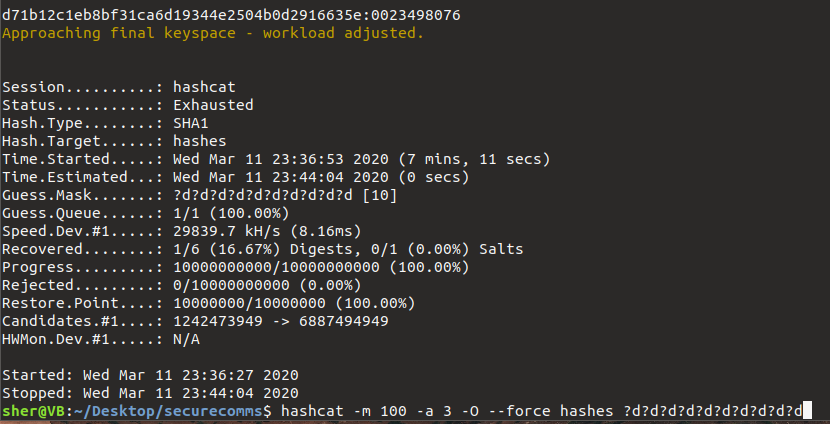 d71b12c1eb8bf31ca6d19344e2504b0d2916635e:0023498076
Approaching final keyspace - workload adjusted.
Session..........: hashcat
Status...........: Exhausted
Hash.Type........: SHA1
Hash.Target......: hashes
Time.Started.....: Wed Mar 11 23:36:53 2020 (7 mins, 11 secs)
Time.Estimated...: Wed Mar 11 23:44:04 2020 (0 secs)
Guess.Mask.......: ?d?d?d?d?d?d?d?d?d?d [10]
Guess.Queue......: 1/1 (100.00%)
Speed.Dev.#1.....: 29839.7 kH/s (8.16ms)
Recovered........: 1/6 (16.67%) Digests, 0/1 (0.00%) Salts
Progress.........: 10000000000/10000000000 (100.00%)
Rejected.........: 0/10000000000 (0.00%)
Restore.Point....: 10000000/10000000 (100.00%)
Candidates.#1....: 1242473949 -> 6887494949
HWMon.Dev.#1.....: N/A
Started: Wed Mar 11 23:36:27 2020
Stopped: Wed Mar 11 23:44:04 2020
sher@VB:~/Desktop/securecomms$ hashcat -m 100 -a 3 -O --force hashes ?d?d?d?d?d?d?d?d?d?d